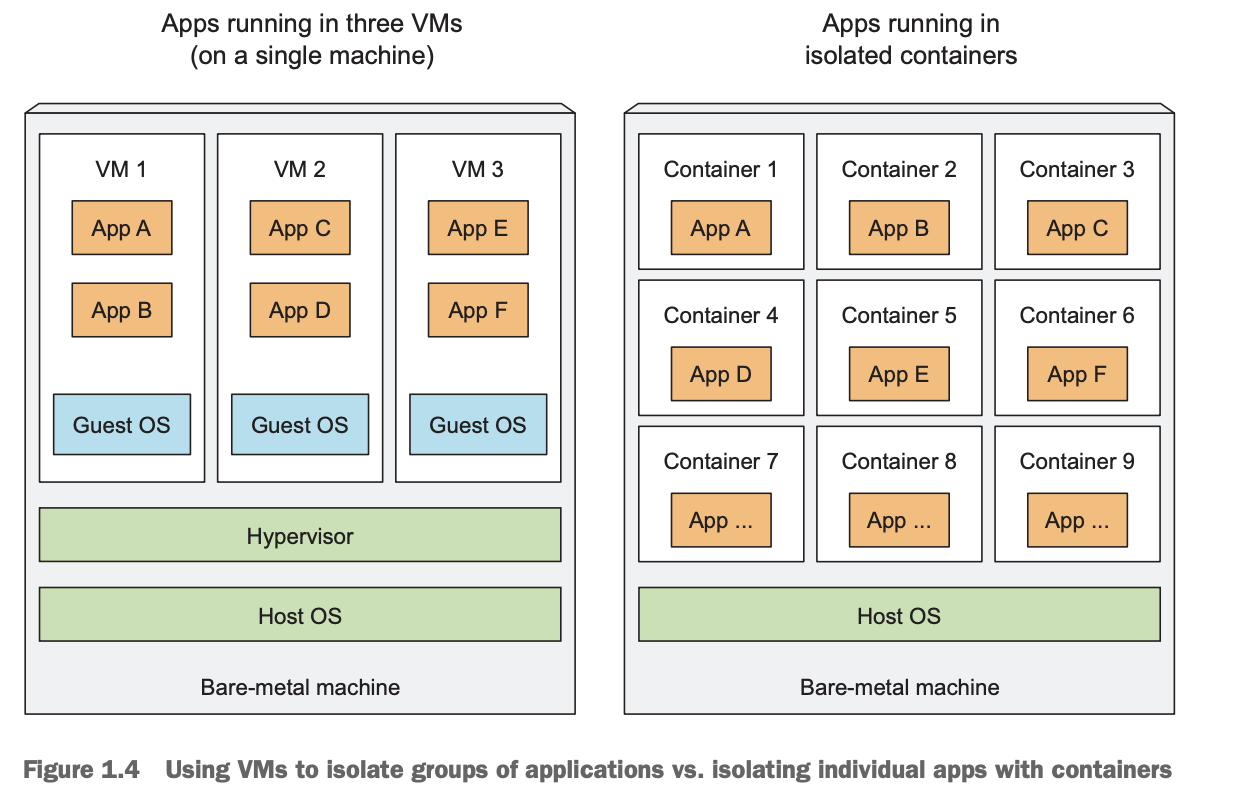 Apps running in three VMs
(on a single machine)
VM 1
App A
App B
Guest OS
VM 2
App C
App D
Guest OS
VM 3
App E
App F
Guest OS
Hypervisor
Host OS
Bare-metal machine
Apps running in
isolated containers
Container 1
App A
Container 2
App B
Container 3
App C
Container 4
App D
Container 5
App E
Container 6
App F
Container 7
App ...
Container 8
App ...
Container 9
App ...
Host OS
Bare-metal machine
Figure 1.4 Using VMs to isolate groups of applications vs. isolating individual apps with containers